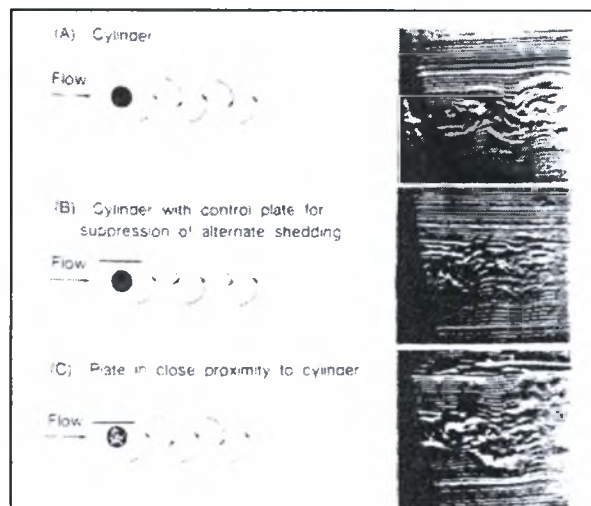 (A) Cylinder
Flow
(B) Cylinder with control plate for
suppression of alternate shedding
Flow
(C) Plate in close proximity to cylinder
Flow